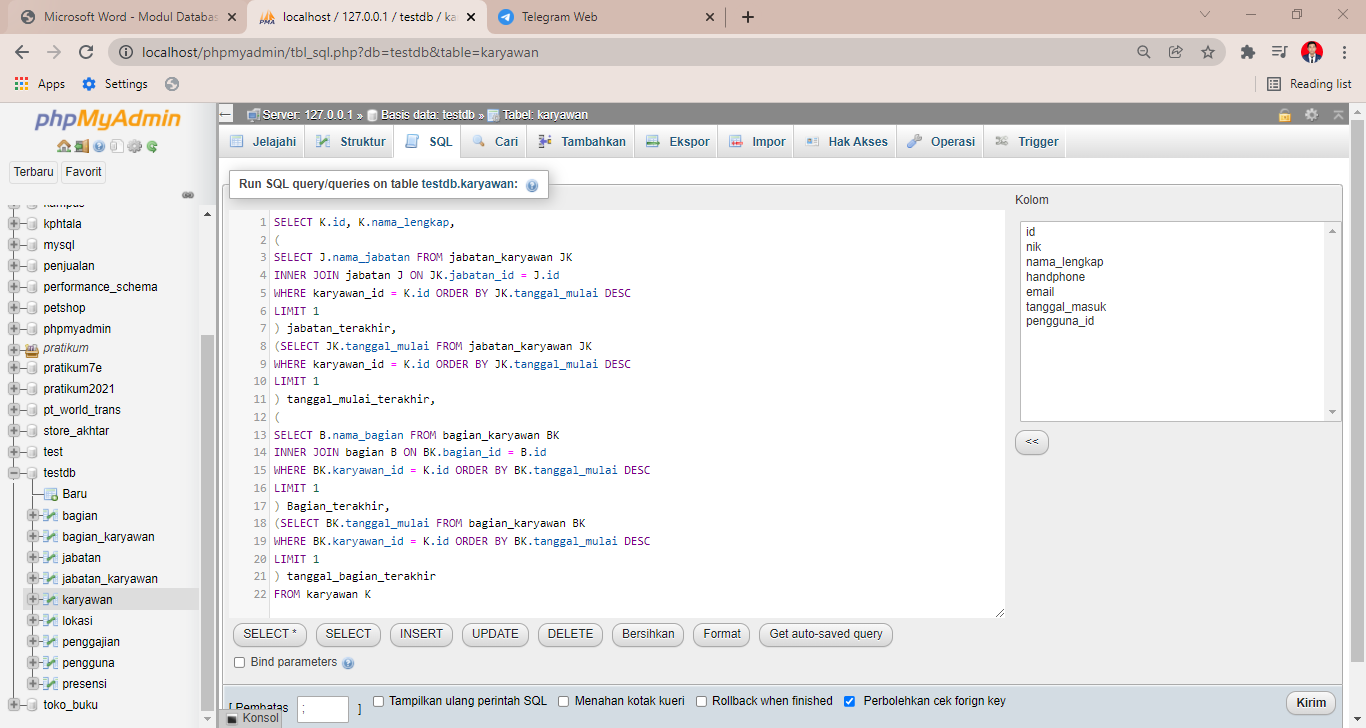 Microsoft Word - Modul Databas
localhost / 127.0.0.1 / testdb / ka
Telegram Web
localhost/phpmyadmin/tbl_sql.php?db=testdb&table=karyawan
Apps
Settings
Reading list
phpMyAdmin
Terbaru
Favorit
kampus
kphtala
mysql
penjualan
performance_schema
petshop
phpmyadmin
pratikum
pratikum7e
pratikum2021
pt_world_trans
store_akhtar
test
testdb
Baru
bagian
bagian_karyawan
jabatan
jabatan_karyawan
karyawan
lokasi
penggajian
pengguna
presensi
toko_buku
Server: 127.0.0.1 » Basis data: testdb » Tabel: karyawan
Jelajahi
Struktur
SQL
Cari
Tambahkan
Ekspor
Impor
Hak Akses
Operasi
Trigger
Run SQL query/queries on table testdb.karyawan:
1 SELECT K.id, K.nama_lengkap,
2 (
3 SELECT J.nama_jabatan FROM jabatan_karyawan JK
4 INNER JOIN jabatan J ON JK.jabatan_id = J.id
5 WHERE karyawan_id = K.id ORDER BY JK.tanggal_mulai DESC
6 LIMIT 1
7 ) jabatan_terakhir,
8 (SELECT JK.tanggal_mulai FROM jabatan_karyawan JK
9 WHERE karyawan_id = K.id ORDER BY JK.tanggal_mulai DESC
10 LIMIT 1
11 ) tanggal_mulai_terakhir,
12 (
13 SELECT B.nama_bagian FROM bagian_karyawan BK
14 INNER JOIN bagian B ON BK.bagian_id = B.id
15 WHERE BK.karyawan_id = K.id ORDER BY BK.tanggal_mulai DESC
16 LIMIT 1
17 ) Bagian_terakhir,
18 (SELECT BK.tanggal_mulai FROM bagian_karyawan BK
19 WHERE BK.karyawan_id = K.id ORDER BY BK.tanggal_mulai DESC
20 LIMIT 1
21 ) tanggal_bagian_terakhir
22 FROM karyawan K
Kolom
id
nik
nama_lengkap
handphone
email
tanggal_masuk
pengguna_id
<<
SELECT *
SELECT
INSERT
UPDATE
DELETE
Bersihkan
Format
Get auto-saved query
Bind parameters
[ Pembatas ; ]
Tampilkan ulang perintah SQL
Menahan kotak kueri
Rollback when finished
Perbolehkan cek forign key
Kirim
Konsol